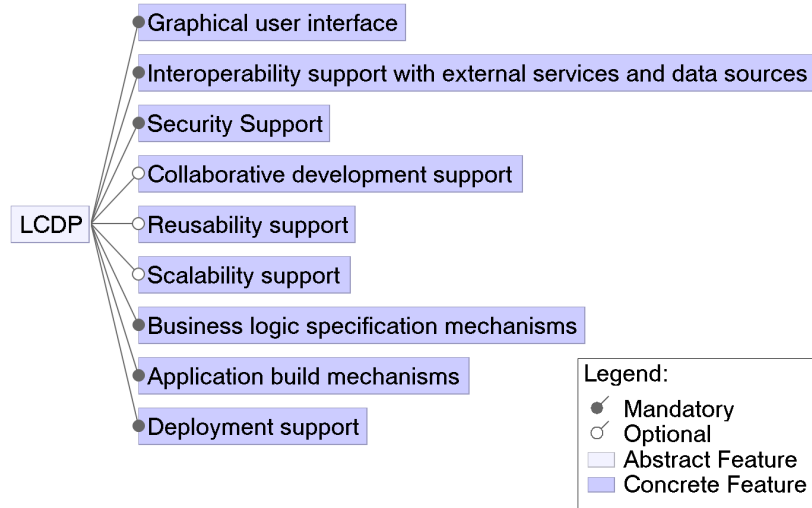 Graphical user interface
Interoperability support with external services and data sources
Security Support
Collaborative development support
LCDP
Reusability support
Scalability support
Business logic specification mechanisms
Application build mechanisms
Deployment support
Legend:
Mandatory
Optional
Abstract Feature
Concrete Feature